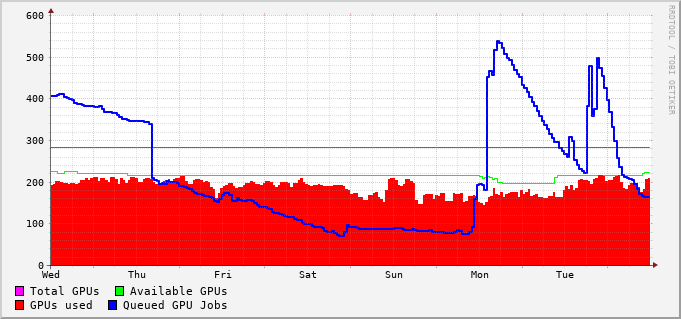 600
500
400
300
200
100
0
Wed Thu Fri Sat Sun Mon Tue
Total GPUs Available GPUs
GPUs used Queued GPU Jobs
RRDTOOL / TOBI OETIKER